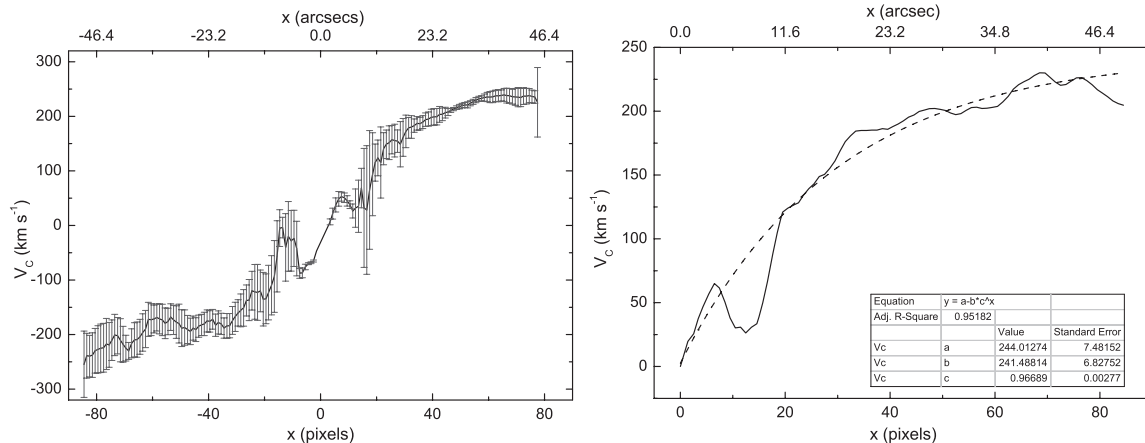 x (arcsecs)
-46.4 -23.2 0.0 23.2 46.4
300
200
100
0
-100
-200
-300
V_C (km s⁻¹)
-80 -40 0 40 80
x (pixels)
x (arcsec)
0.0 11.6 23.2 34.8 46.4
250
200
150
100
50
0
V_C (km s⁻¹)
Equation y = a-b*c^x
Adj. R-Square 0.95182
Value Standard Error
Vc a 244.01274 7.48152
Vc b 241.48814 6.82752
Vc c 0.96689 0.00277
0 20 40 60 80
x (pixels)